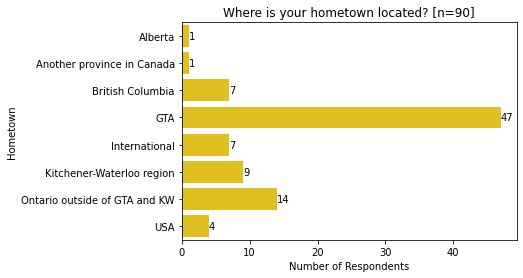 Where is your hometown located? [n=90]
Hometown
Alberta 1
Another province in Canada 1
British Columbia 7
GTA 47
International 7
Kitchener-Waterloo region 9
Ontario outside of GTA and KW 14
USA 4
0 10 20 30 40
Number of Respondents